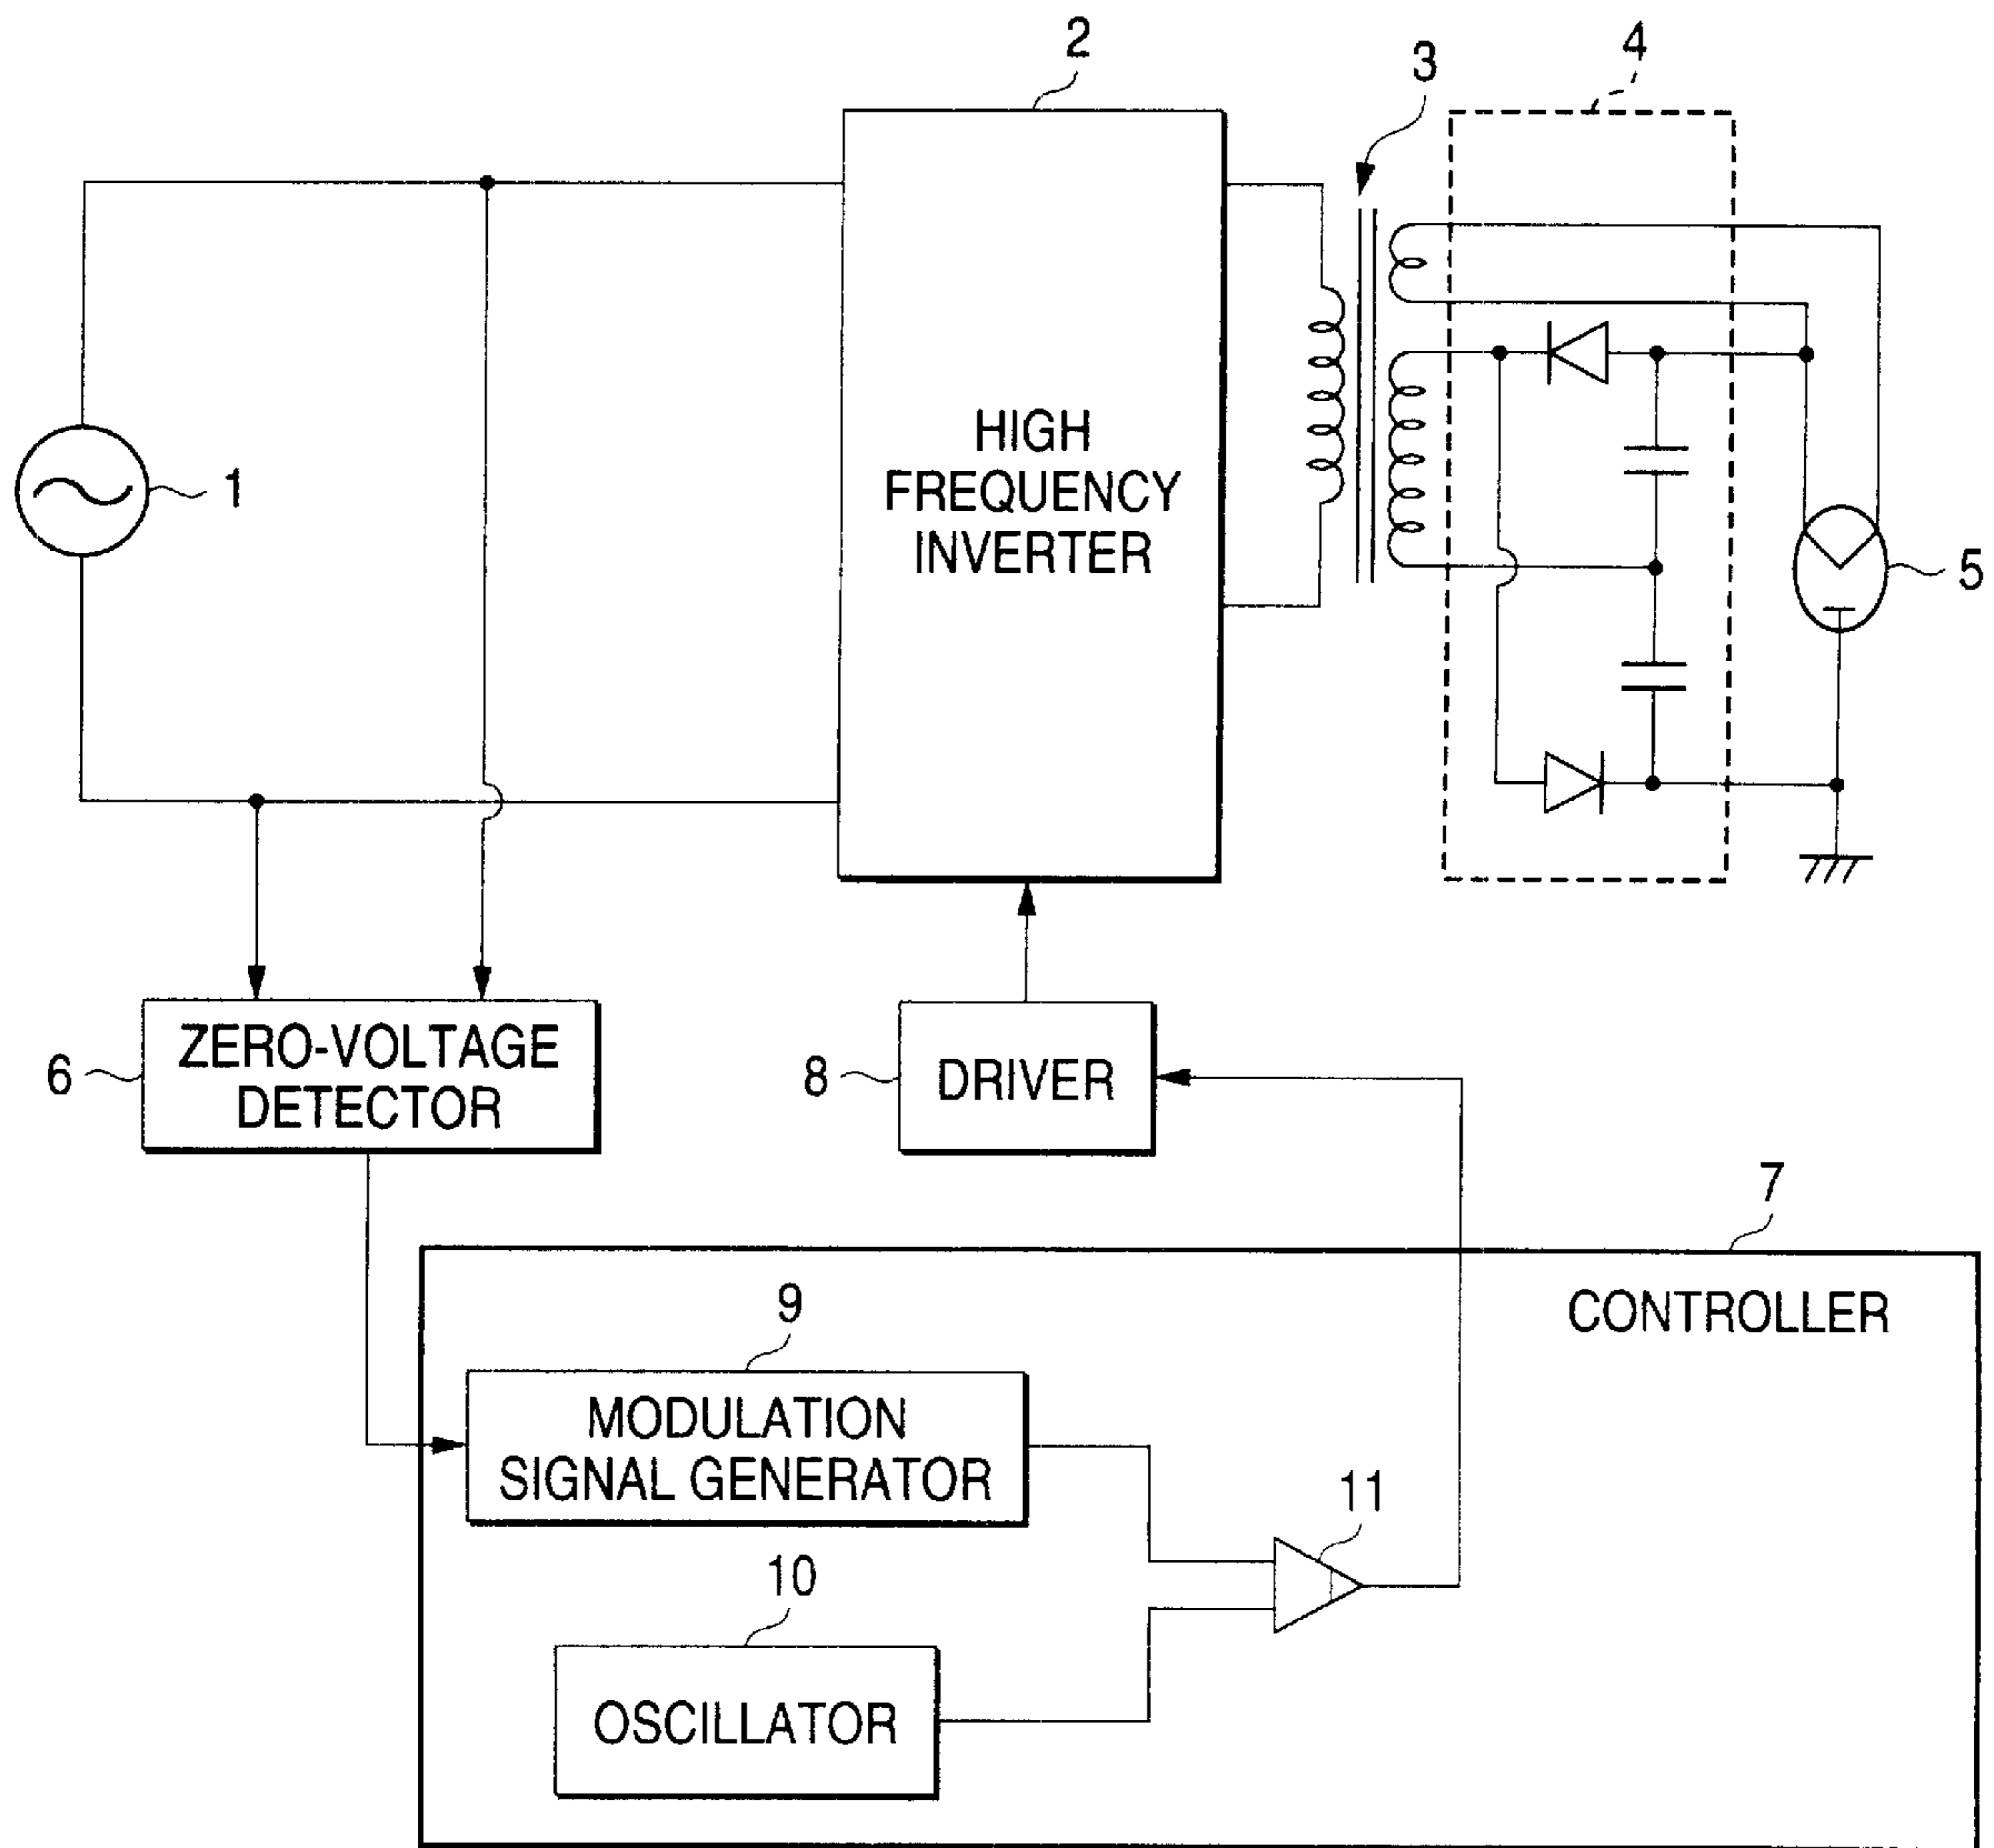 2
3
4
1
HIGH
FREQUENCY
INVERTER
5
6
ZERO-VOLTAGE
DETECTOR
8
DRIVER
7
CONTROLLER
9
MODULATION
SIGNAL GENERATOR
11
10
OSCILLATOR